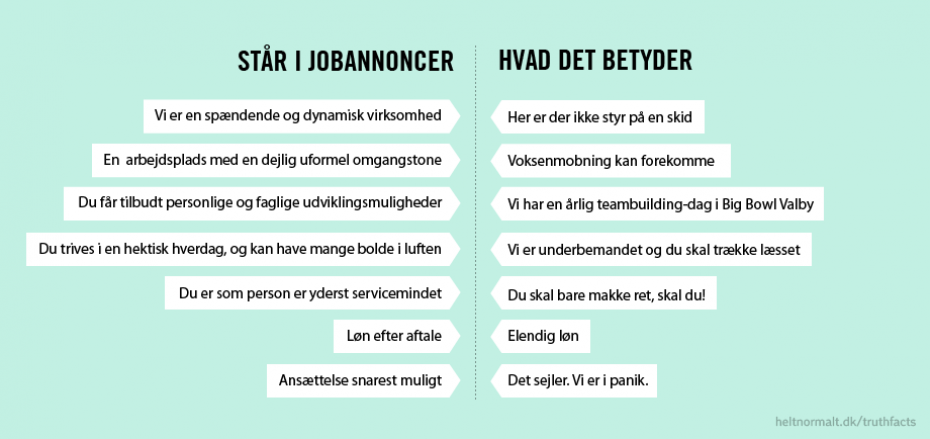 STÅR I JOBANNONCER
HVAD DET BETYDER
Vi er en spændende og dynamisk virksomhed
Her er der ikke styr på en skid
En arbejdsplads med en dejlig uformel omgangstone
Voksenmobning kan forekomme
Du får tilbudt personlige og faglige udviklingsmuligheder
Vi har en årlig teambuilding-dag i Big Bowl Valby
Du trives i en hektisk hverdag, og kan have mange bolde i luften
Vi er underbemandet og du skal trække læsset
Du er som person er yderst servicemindet
Du skal bare makke ret, skal du!
Løn efter aftale
Elendig løn
Ansættelse snarest muligt
Det sejler. Vi er i panik.
heltnormalt.dk/truthfacts